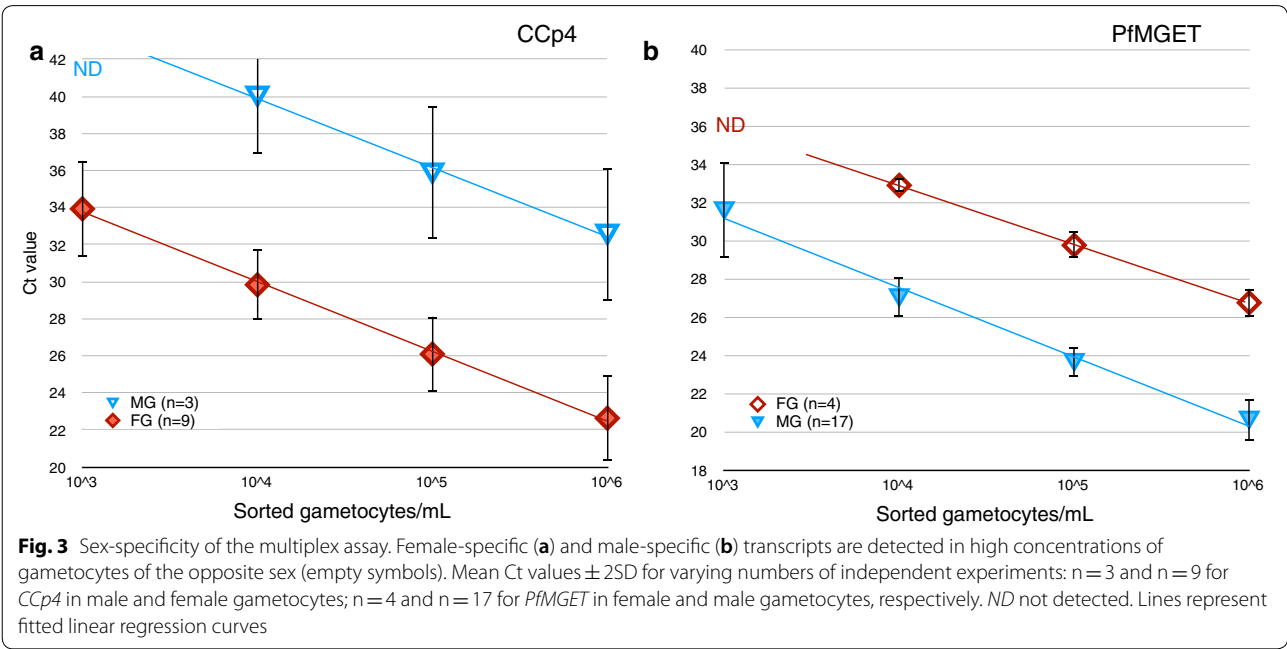 a
CCp4
42
ND
40
38
36
34
32
30
28
26
24
22
20
Ct value
MG (n=3)
FG (n=9)
10^3
10^4
10^5
10^6
Sorted gametocytes/mL
b
PfMGET
40
38
36
ND
34
32
30
28
26
24
22
20
18
FG (n=4)
MG (n=17)
10^3
10^4
10^5
10^6
Sorted gametocytes/mL
Fig. 3 Sex-specificity of the multiplex assay. Female-specific (a) and male-specific (b) transcripts are detected in high concentrations of
gametocytes of the opposite sex (empty symbols). Mean Ct values ± 2SD for varying numbers of independent experiments: n = 3 and n = 9 for
CCp4 in male and female gametocytes; n = 4 and n = 17 for PfMGET in female and male gametocytes, respectively. ND not detected. Lines represent
fitted linear regression curves